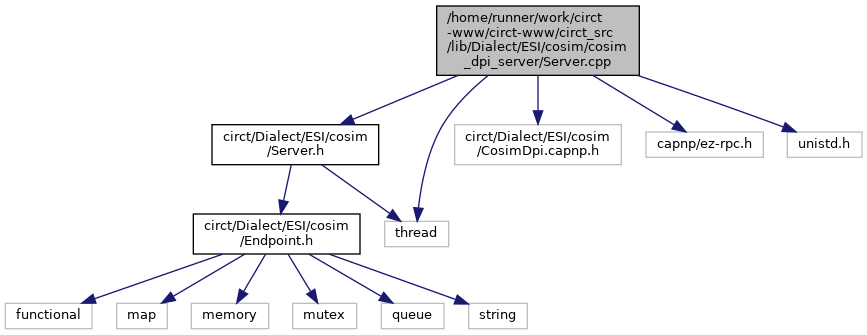 /home/runner/work/circt
-www/circt-www/circt_src
/lib/Dialect/ESI/cosim/cosim
_dpi_server/Server.cpp
circt/Dialect/ESI/cosim
/Server.h
circt/Dialect/ESI/cosim
/CosimDpi.capnp.h
capnp/ez-rpc.h
unistd.h
circt/Dialect/ESI/cosim
/Endpoint.h
thread
functional
map
memory
mutex
queue
string